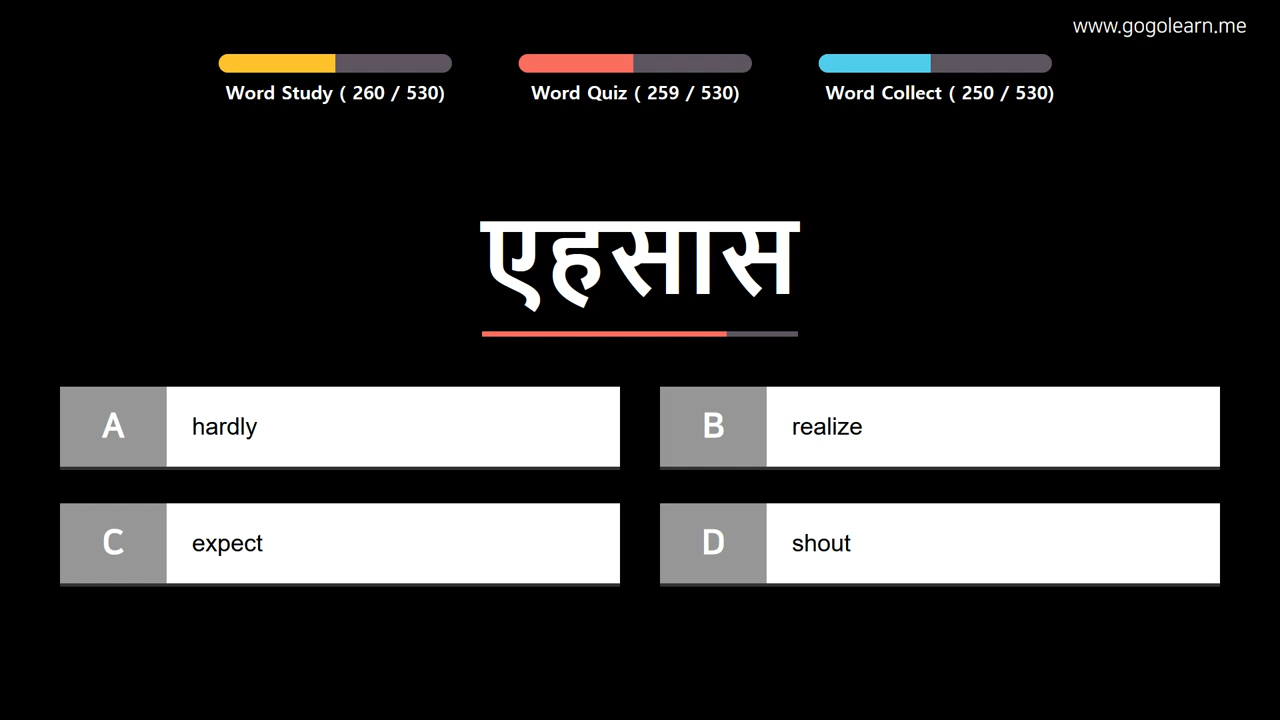 www.gogolearn.me
Word Study ( 260 / 530)
Word Quiz ( 259 / 530)
Word Collect ( 250 / 530)
एहसास
A hardly
B realize
C expect
D shout